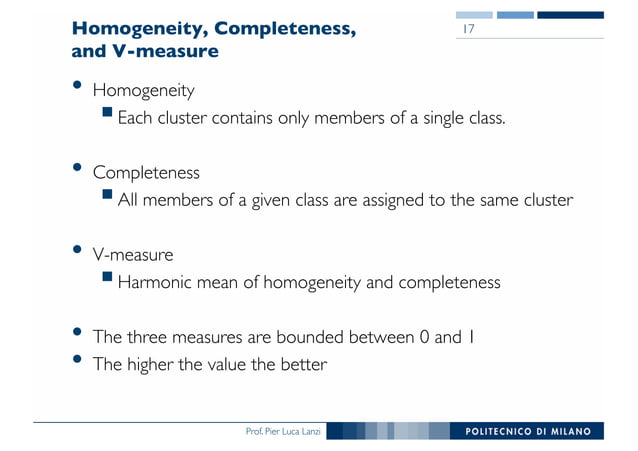 Homogeneity, Completeness,
and V-measure
17
• Homogeneity
▪ Each cluster contains only members of a single class.
• Completeness
▪ All members of a given class are assigned to the same cluster
• V-measure
▪ Harmonic mean of homogeneity and completeness
• The three measures are bounded between 0 and 1
• The higher the value the better
Prof. Pier Luca Lanzi
POLITECNICO DI MILANO